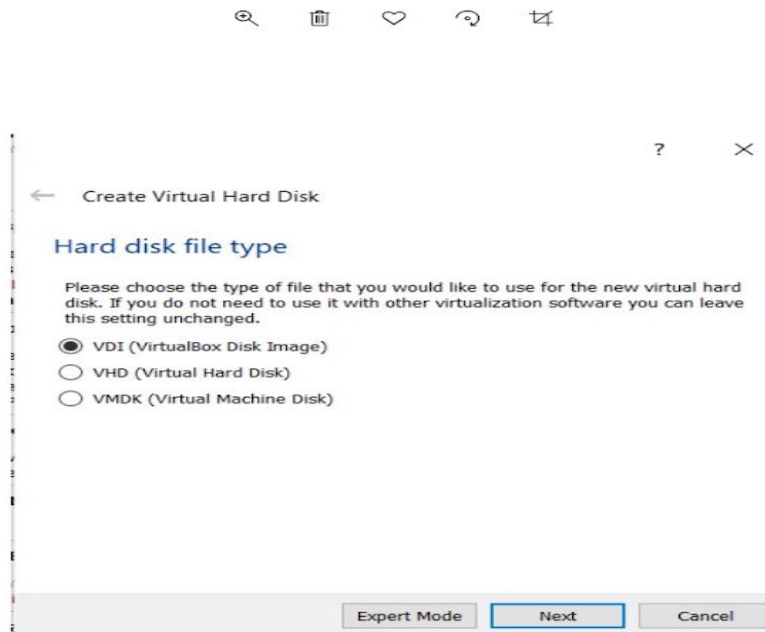 ?
Create Virtual Hard Disk
Hard disk file type
Please choose the type of file that you would like to use for the new virtual hard
disk. If you do not need to use it with other virtualization software you can leave
this setting unchanged.
VDI (VirtualBox Disk Image)
VHD (Virtual Hard Disk)
VMDK (Virtual Machine Disk)
Expert Mode Next Cancel